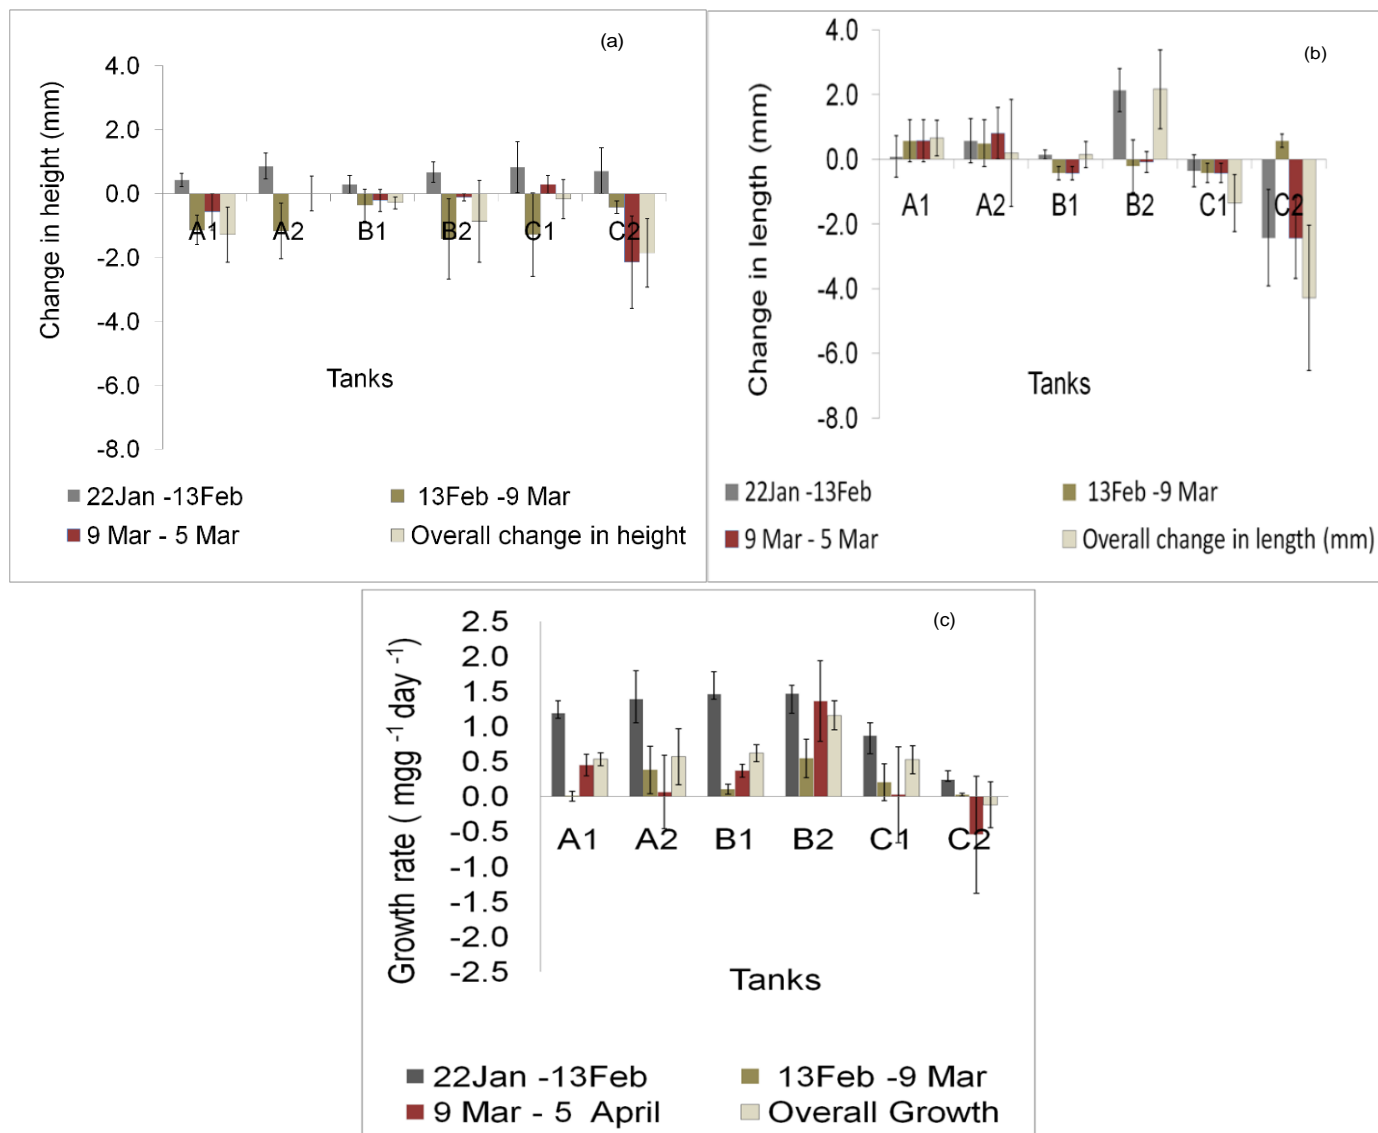 (a)
Change in height (mm)
4.0
2.0
0.0
-2.0
-4.0
-6.0
-8.0
A1 A2 B1 B2 C1 C2
Tanks
22Jan -13Feb 13Feb -9 Mar
9 Mar - 5 Mar Overall change in height
(b)
Change in length (mm)
4.0
2.0
0.0
-2.0
-4.0
-6.0
-8.0
A1 A2 B1 B2 C1 C2
Tanks
22Jan -13Feb 13Feb -9 Mar
9 Mar - 5 Mar Overall change in length (mm)
(c)
Growth rate ( mgg -1 day -1)
2.5
2.0
1.5
1.0
0.5
0.0
-0.5
-1.0
-1.5
-2.0
-2.5
A1 A2 B1 B2 C1 C2
Tanks
22Jan -13Feb 13Feb -9 Mar
9 Mar - 5 April Overall Growth